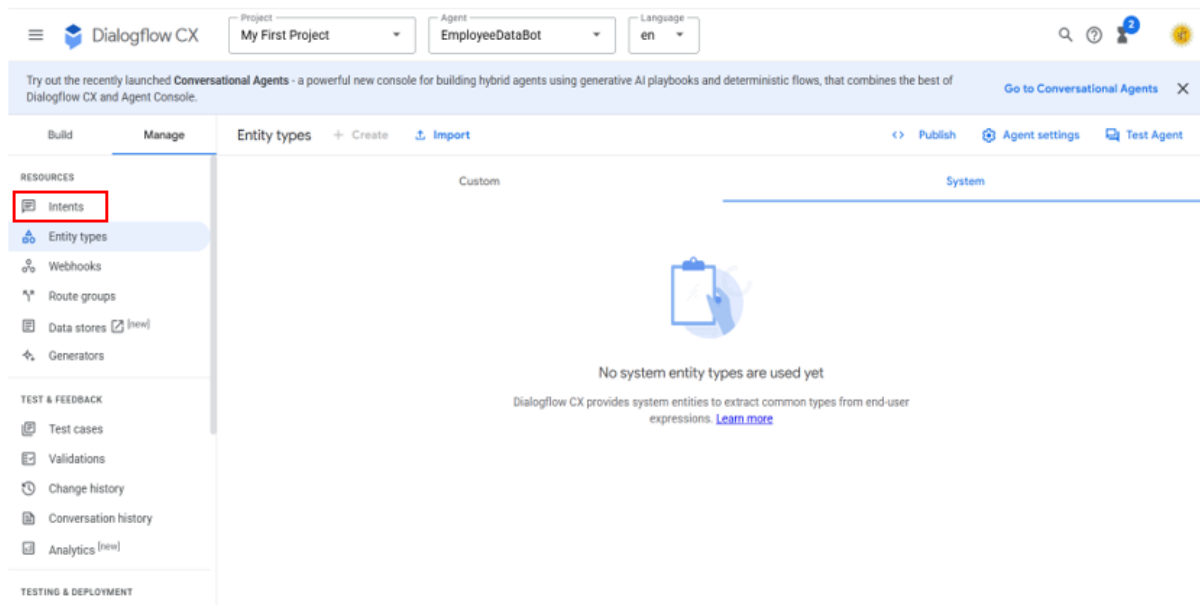 Project
Agent
Language
Dialogflow CX
My First Project
EmployeeDataBot
en
2
Try out the recently launched Conversational Agents - a powerful new console for building hybrid agents using generative AI playbooks and deterministic flows, that combines the best of
Dialogflow CX and Agent Console.
Go to Conversational Agents
Build
Manage
Entity types
+ Create
Import
Publish
Agent settings
Test Agent
RESOURCES
Intents
Entity types
Webhooks
Route groups
Data stores [new]
Generators
TEST & FEEDBACK
Test cases
Validations
Change history
Conversation history
Analytics [new]
TESTING & DEPLOYMENT
Custom
System
No system entity types are used yet
Dialogflow CX provides system entities to extract common types from end-user
expressions. Learn more